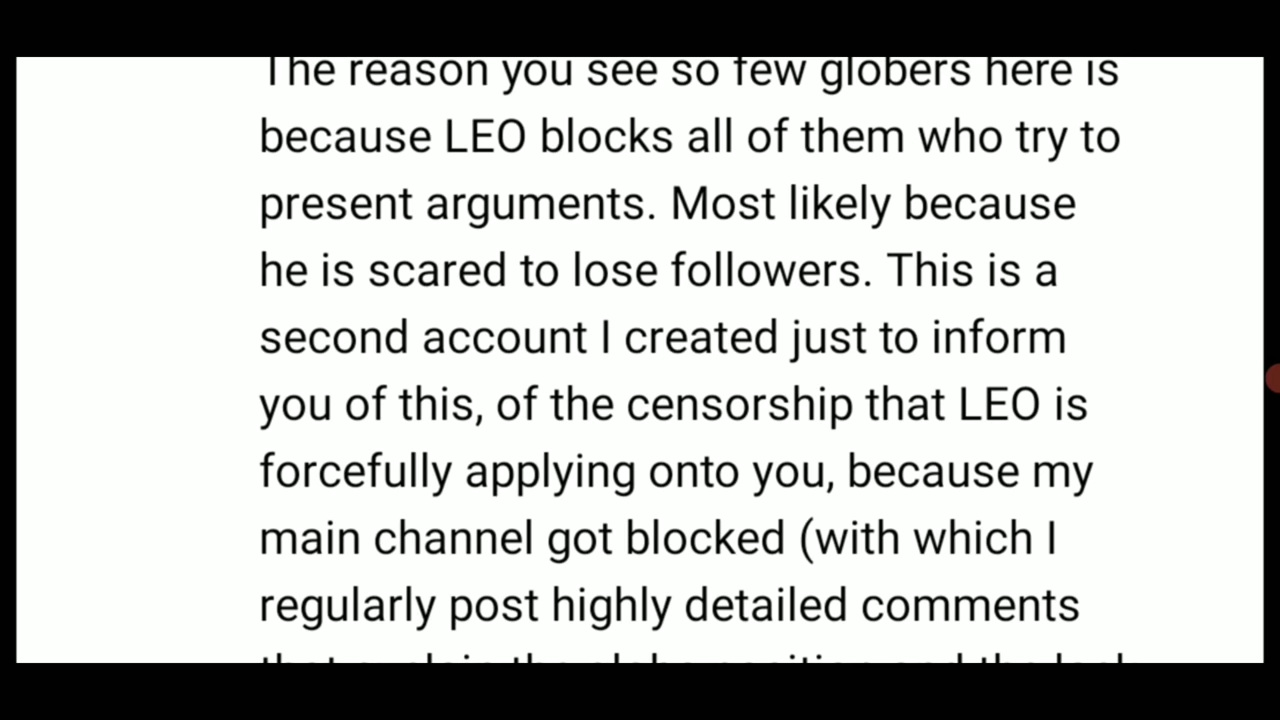 The reason you see so few globers here is
because LEO blocks all of them who try to
present arguments. Most likely because
he is scared to lose followers. This is a
second account I created just to inform
you of this, of the censorship that LEO is
forcefully applying onto you, because my
main channel got blocked (with which I
regularly post highly detailed comments